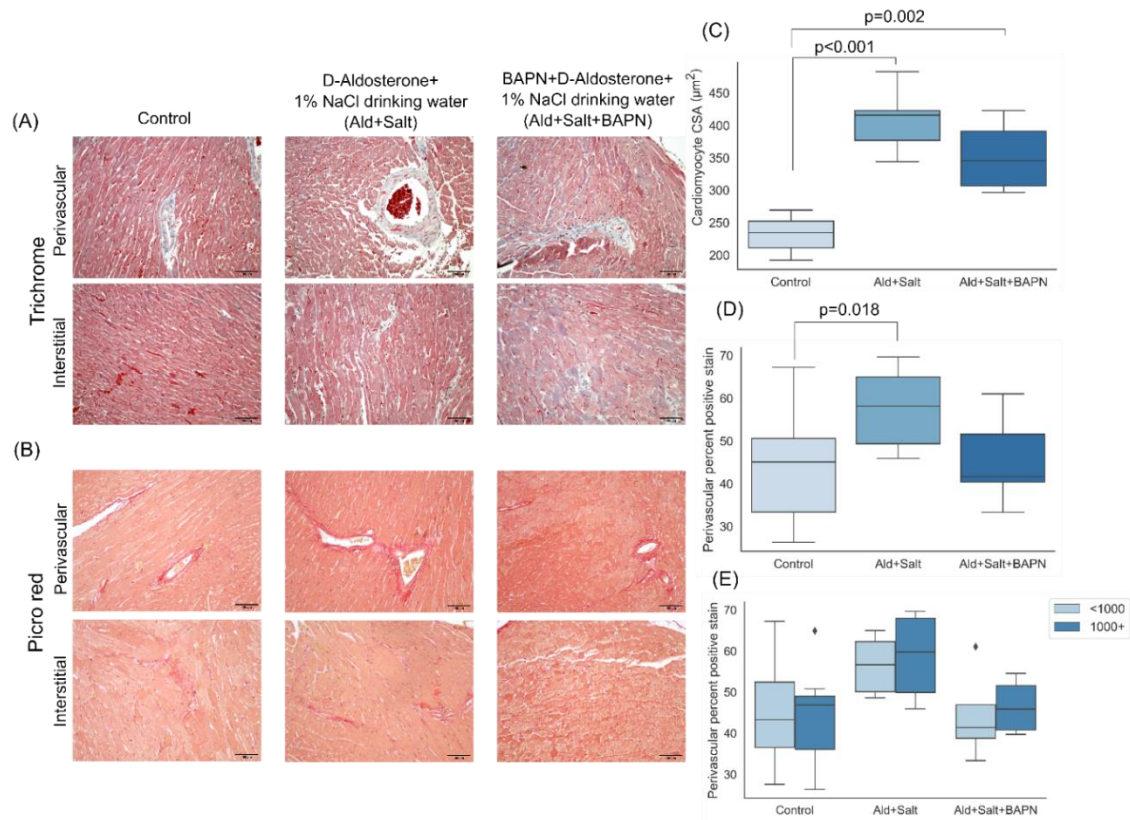 (A)
Control
D-Aldosterone+
1% NaCl drinking water
(Ald+Salt)
BAPN+D-Aldosterone+
1% NaCl drinking water
(Ald+Salt+BAPN)
Trichrome
Perivascular
Interstitial
(B)
Picro red
Perivascular
Interstitial
(C)
p=0.002
p<0.001
Cardiomyocyte CSA (µm²)
450
400
350
300
250
200
Control
Ald+Salt
Ald+Salt+BAPN
(D)
p=0.018
Perivascular percent positive stain
70
60
50
40
30
Control
Ald+Salt
Ald+Salt+BAPN
(E)
<1000
1000+
Perivascular percent positive stain
70
60
50
40
30
Control
Ald+Salt
Ald+Salt+BAPN